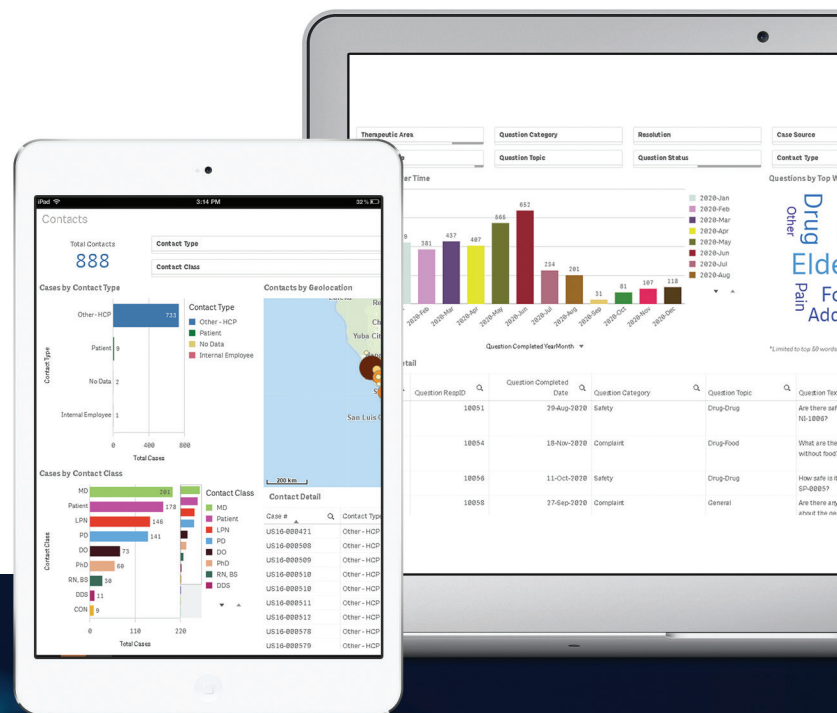 iPad
3:14 PM
32%
Contacts
Total Contacts
888
Contact Type
Contact Class
Cases by Contact Type
Contacts by Geolocation
Contact Type
Other - HCP
733
Patient
9
No Data
2
Internal Employee
1
Contact Type
Other - HCP
Patient
No Data
Internal Employee
0
400
800
Total Cases
Yuba
San Luis
200 km
Cases by Contact Class
Contact Class
MD
201
Patient
178
LPN
146
PD
141
DO
73
PhD
60
RN, BS
30
DDS
11
CON
9
Contact Class
MD
Patient
LPN
PD
DO
PhD
RN, BS
DDS
0
110
220
Total Cases
Contact Detail
Case #
Contact Type
US16-000421
Other - HCP
US16-000508
Other - HCP
US16-000509
Other - HCP
US16-000510
Other - HCP
US16-000510
Other - HCP
US16-000511
Other - HCP
US16-000512
Other - HCP
US16-000578
Other - HCP
US16-000579
Other - HCP
Therapeutic Area
Question Category
Resolution
Case Source
Question Topic
Question Status
Contact Type
er Time
Questions by Top W
381
437
407
565
652
234
201
31
81
107
118
2020-Feb
2020-Mar
2020-Apr
2020-May
2020-Jun
2020-Jul
2020-Aug
2020-Sep
2020-Oct
2020-Nov
2020-Dec
Question Completed YearMonth
2020-Jan
2020-Feb
2020-Mar
2020-Apr
2020-May
2020-Jun
2020-Jul
2020-Aug
Drug
Other
Elde
Pain
Fo
Add
*Limited to top 50 words
tail
Question RespID
Question Completed
Date
Question Category
Question Topic
Question Tex
10051
29-Aug-2020
Safety
Drug-Drug
Are there saf
NI-1006?
10054
18-Nov-2020
Complaint
Drug-Food
What are the
without food?
10056
11-Oct-2020
Safety
Drug-Drug
How safe is it
SP-0005?
10058
27-Sep-2020
Complaint
General
Are there any
about the